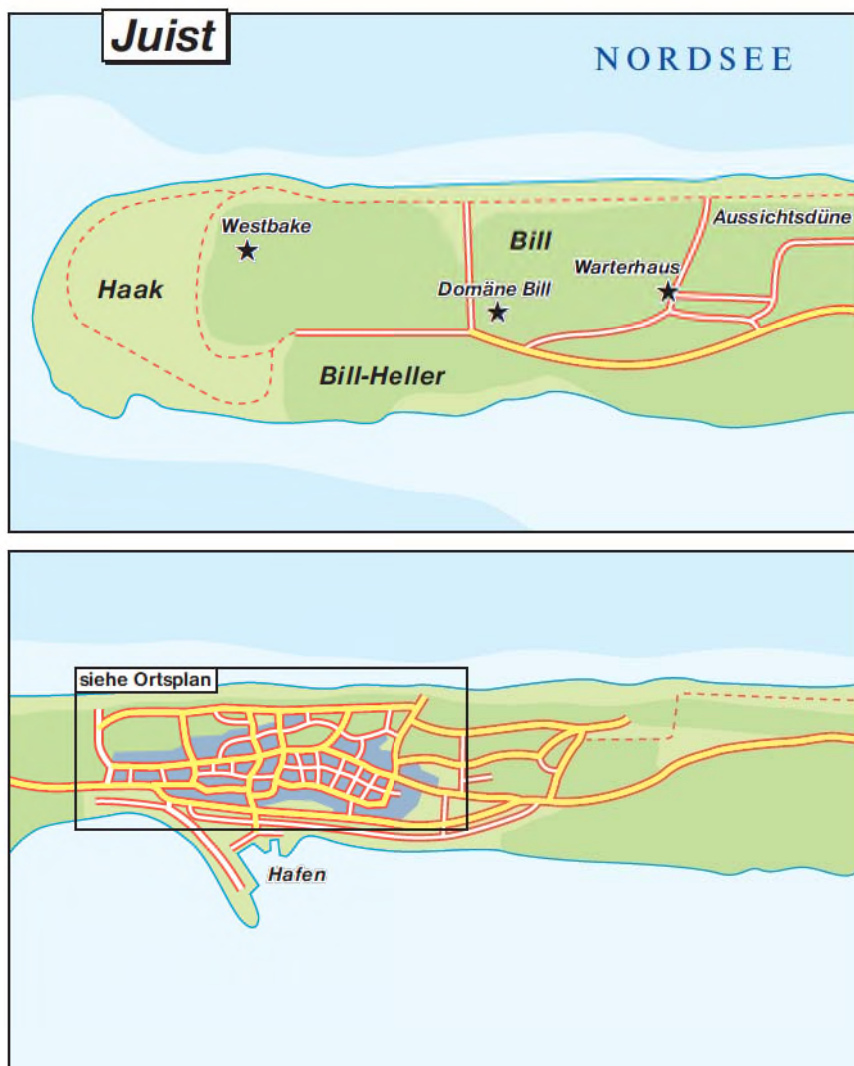 Juist
NORDSEE
Westbake
Aussichtsdüne
Bill
Warterhaus
Haak
Domäne Bill
Bill-Heller
siehe Ortsplan
Hafen